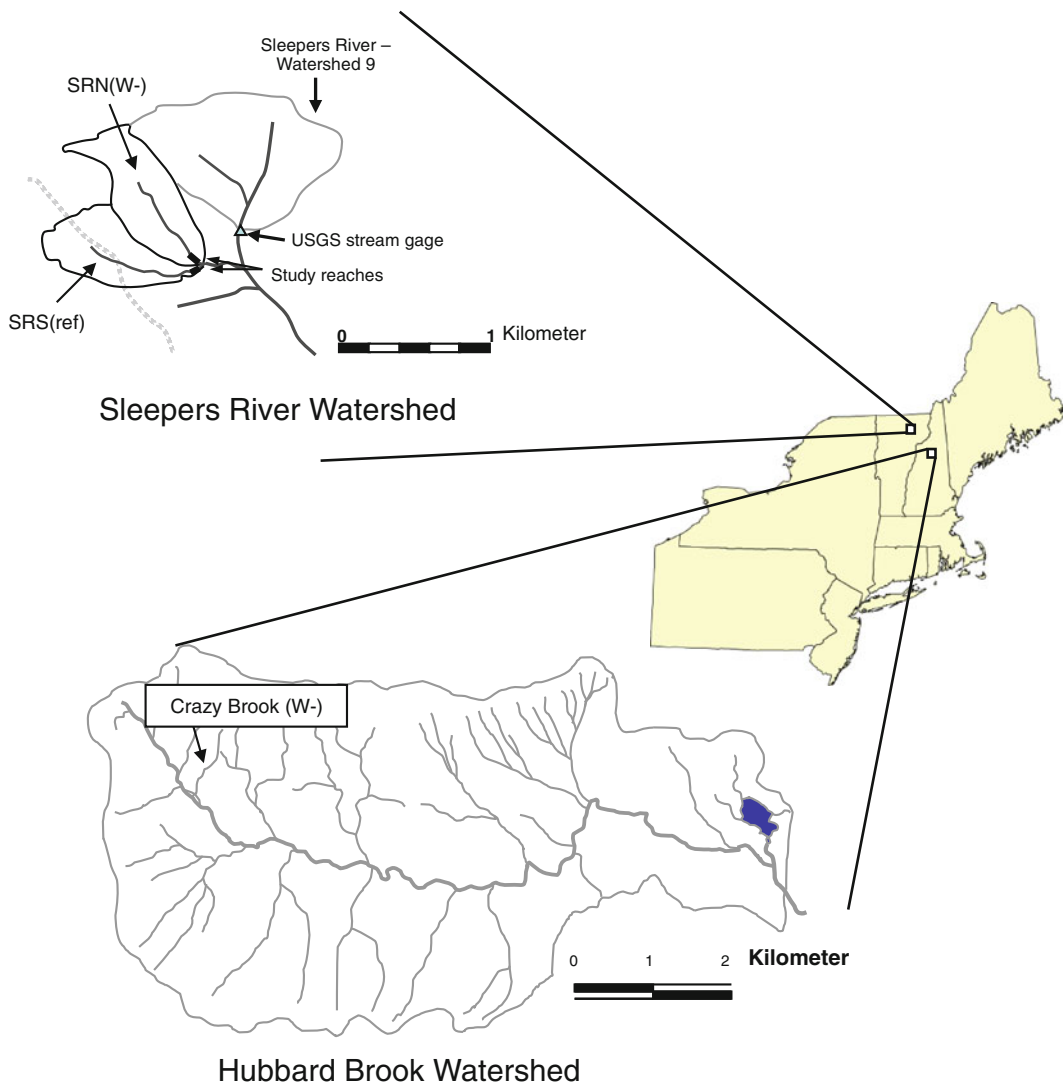 Sleepers River –
Watershed 9
SRN(W-)
USGS stream gage
Study reaches
SRS(ref)
0
1
Kilometer
Sleepers River Watershed
Crazy Brook (W-)
0
1
2
Kilometer
Hubbard Brook Watershed